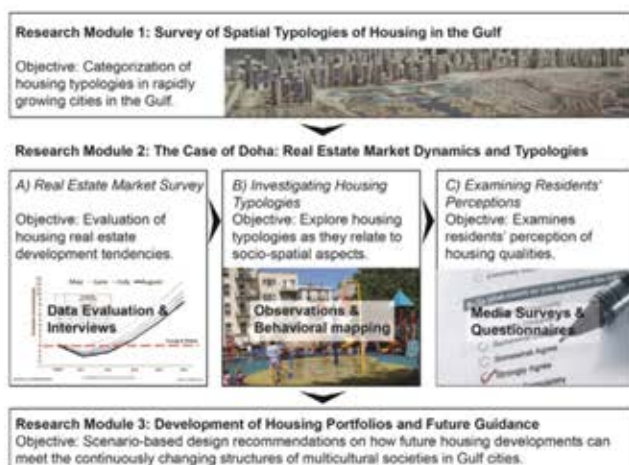 Research Module 1: Survey of Spatial Typologies of Housing in the Gulf
Objective: Categorization of
housing typologies in rapidly
growing cities in the Gulf.
Research Module 2: The Case of Doha: Real Estate Market Dynamics and Typologies
A) Real Estate Market Survey
Objective: Evaluation of
housing real estate
development tendencies.
Data Evaluation &
Interviews
B) Investigating Housing
Typologies
Objective: Explore housing
typologies as they relate to
socio-spatial aspects.
Observations &
Behavioral mapping
C) Examining Residents'
Perceptions
Objective: Examines
residents' perception of
housing qualities.
Media Surveys &
Questionnaires
Somewhat Agree
Strongly Agree
Research Module 3: Development of Housing Portfolios and Future Guidance
Objective: Scenario-based design recommendations on how future housing developments can
meet the continuously changing structures of multicultural societies in Gulf cities.